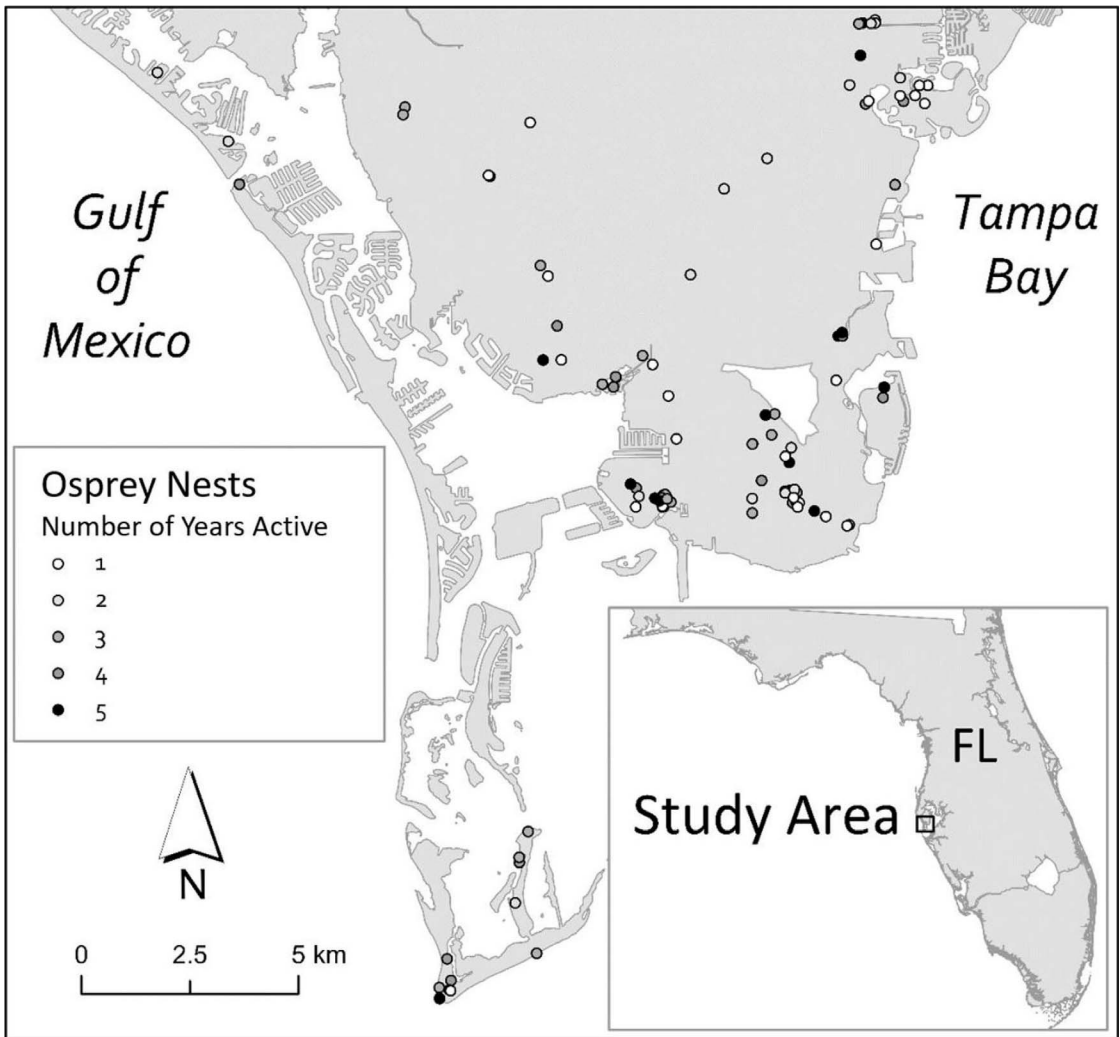 Gulf
of
Mexico
Tampa
Bay
Osprey Nests
Number of Years Active
1
2
3
4
5
N
0 2.5 5 km
FL
Study Area